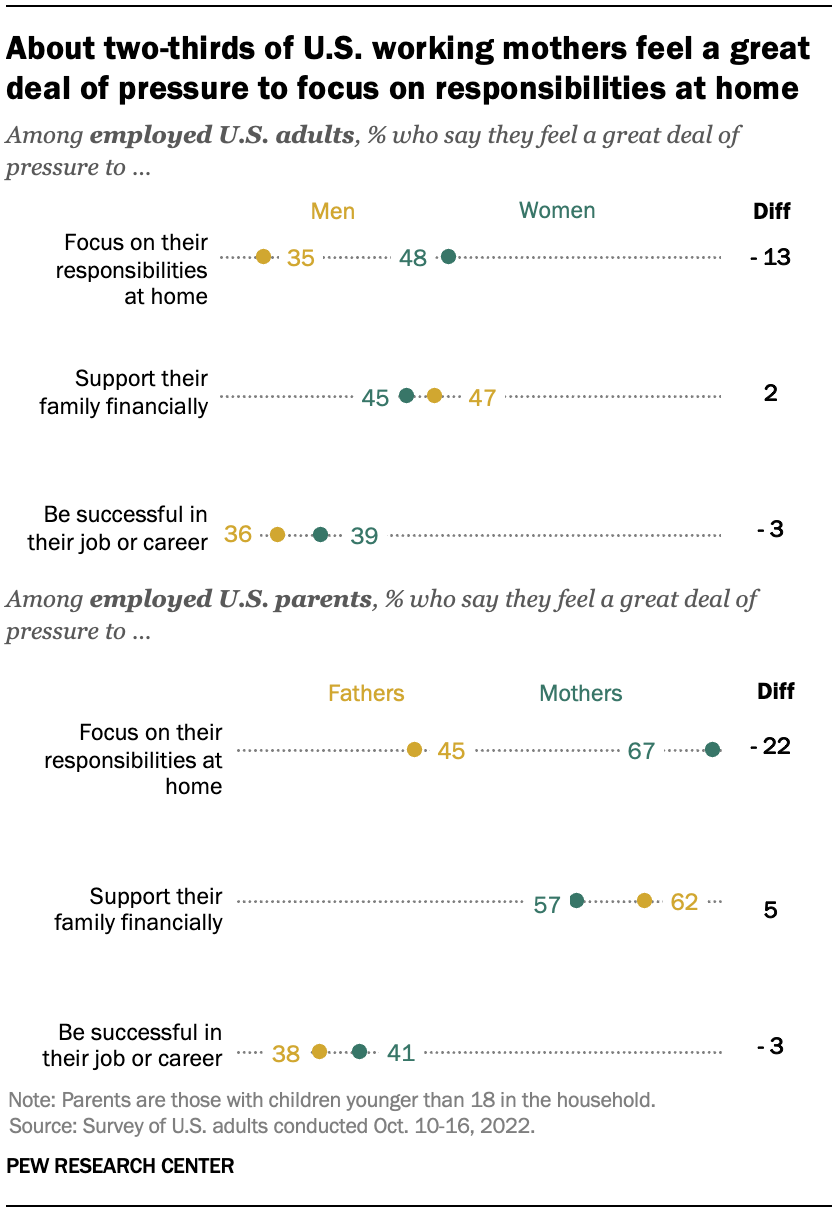 About two-thirds of U.S. working mothers feel a great
deal of pressure to focus on responsibilities at home
Among employed U.S. adults, % who say they feel a great deal of
pressure to ...
Men Women Diff
Focus on their
responsibilities
at home
35 48 - 13
Support their
family financially
45 47 2
Be successful in
their job or career
36 39 - 3
Among employed U.S. parents, % who say they feel a great deal of
pressure to ...
Fathers Mothers Diff
Focus on their
responsibilities at
home
45 67 - 22
Support their
family financially
57 62 5
Be successful in
their job or career
38 41 - 3
Note: Parents are those with children younger than 18 in the household.
Source: Survey of U.S. adults conducted Oct. 10-16, 2022.
PEW RESEARCH CENTER